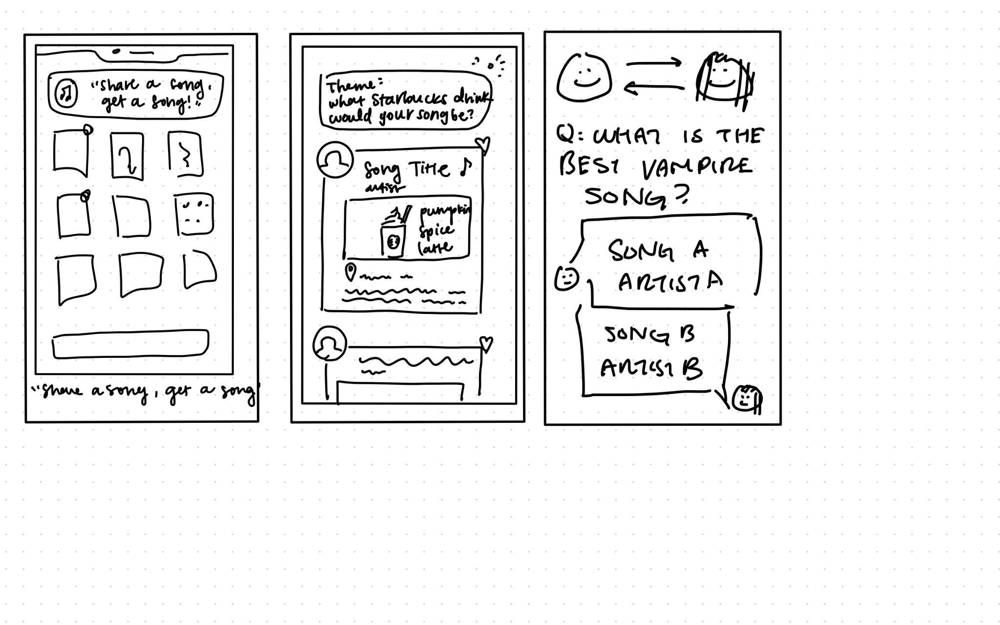 "share a song,
get a song!"
"share a song, get a song"
Theme:
what starbucks drink
would your song be?
Song Title
artist
pumpkin
spice
latte
Q: WHAT IS THE
BEST VAMPIRE
SONG?
SONG A
ARTIST A
SONG B
ARTIST B